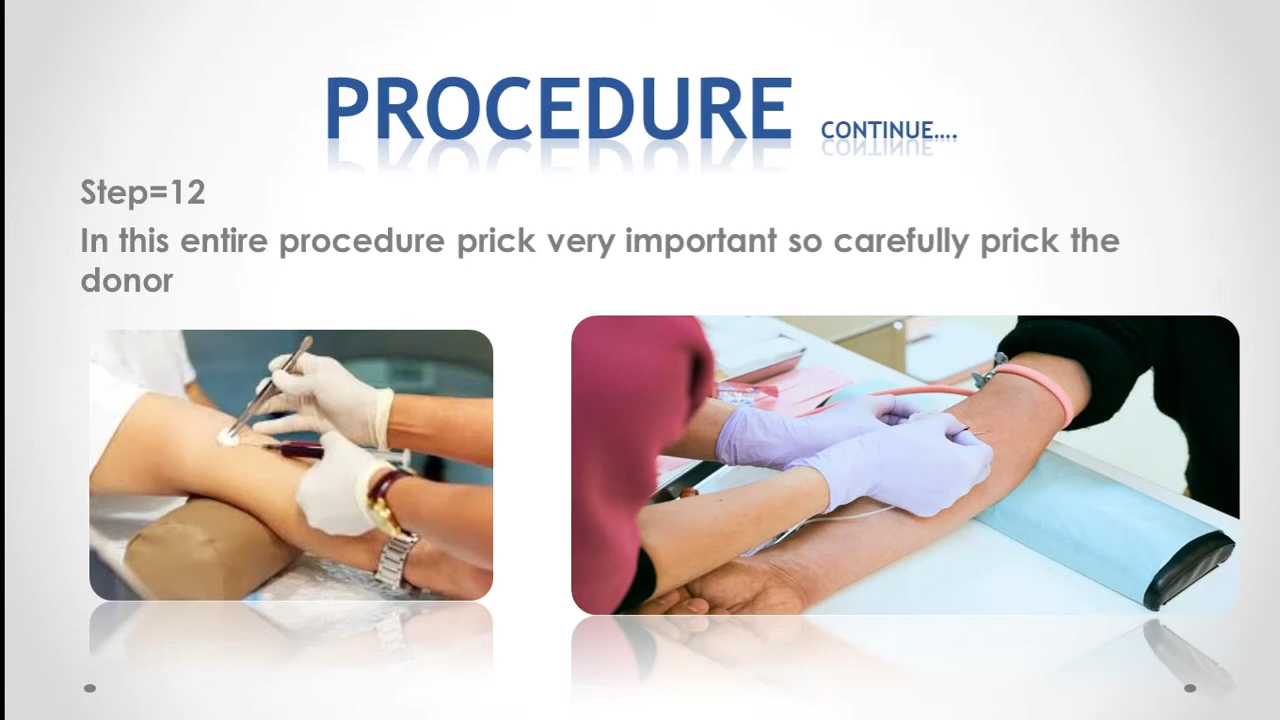 PROCEDURE CONTINUE....
Step=12
In this entire procedure prick very important so carefully prick the
donor